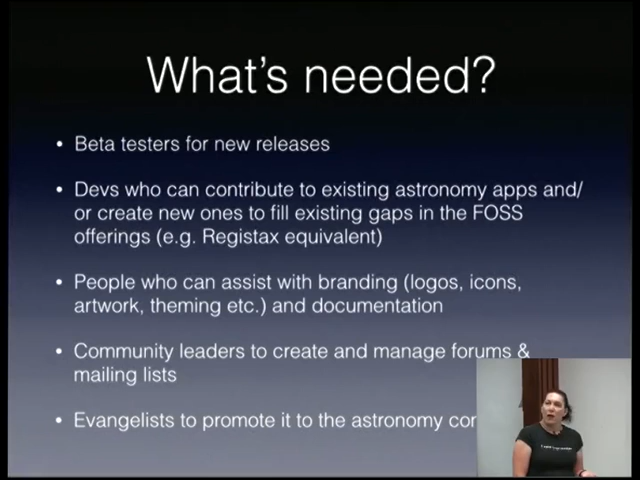 What's needed?
• Beta testers for new releases
• Devs who can contribute to existing astronomy apps and/
or create new ones to fill existing gaps in the FOSS
offerings (e.g. Registax equivalent)
• People who can assist with branding (logos, icons,
artwork, theming etc.) and documentation
• Community leaders to create and manage forums &
mailing lists
• Evangelists to promote it to the astronomy